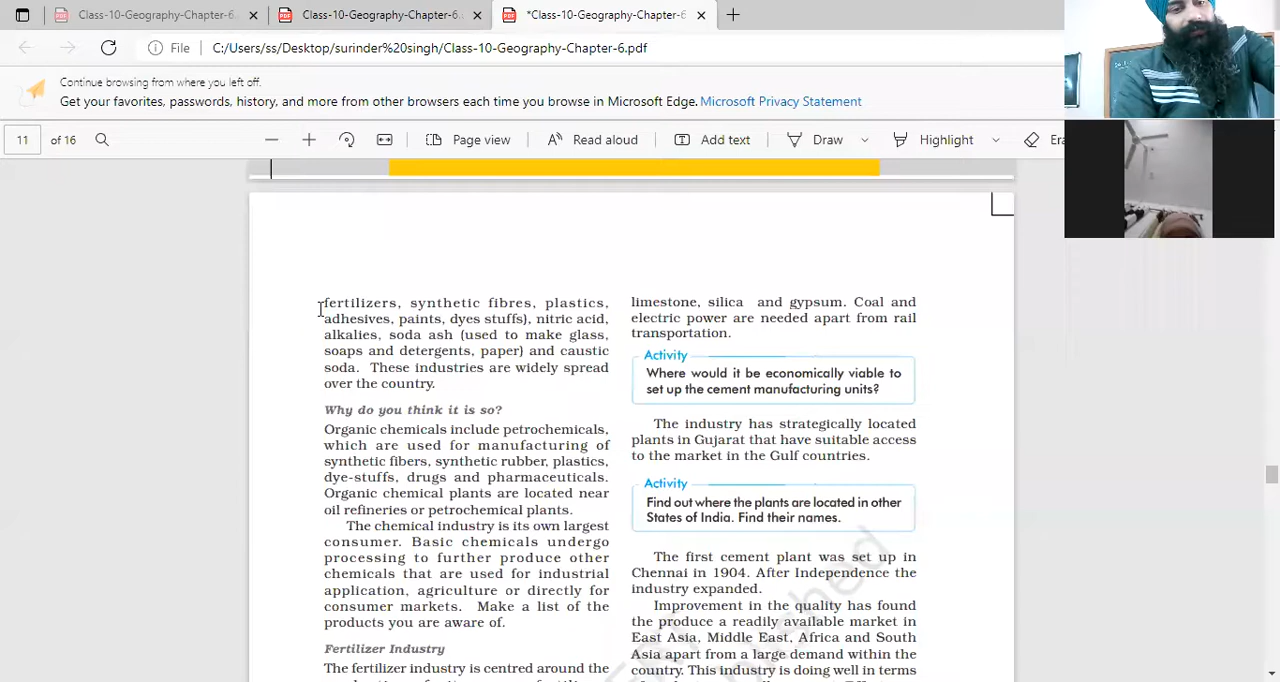 Class-10-Geography-Chapter-6.
Class-10-Geography-Chapter-6.
*Class-10-Geography-Chapter-6
File
C:/Users/ss/Desktop/surinder%20singh/Class-10-Geography-Chapter-6.pdf
Continue browsing from where you left off.
Get your favorites, passwords, history, and more from other browsers each time you browse in Microsoft Edge. Microsoft Privacy Statement
11 of 16
Page view
Read aloud
Add text
Draw
Highlight
Era
fertilizers, synthetic fibres, plastics,
adhesives, paints, dyes stuffs), nitric acid,
alkalies, soda ash (used to make glass,
soaps and detergents, paper) and caustic
soda. These industries are widely spread
over the country.
Why do you think it is so?
Organic chemicals include petrochemicals,
which are used for manufacturing of
synthetic fibers, synthetic rubber, plastics,
dye-stuffs, drugs and pharmaceuticals.
Organic chemical plants are located near
oil refineries or petrochemical plants.
The chemical industry is its own largest
consumer. Basic chemicals undergo
processing to further produce other
chemicals that are used for industrial
application, agriculture or directly for
consumer markets. Make a list of the
products you are aware of.
Fertilizer Industry
The fertilizer industry is centred around the
limestone, silica and gypsum. Coal and
electric power are needed apart from rail
transportation.
Activity
Where would it be economically viable to
set up the cement manufacturing units?
The industry has strategically located
plants in Gujarat that have suitable access
to the market in the Gulf countries.
Activity
Find out where the plants are located in other
States of India. Find their names.
The first cement plant was set up in
Chennai in 1904. After Independence the
industry expanded.
Improvement in the quality has found
the produce a readily available market in
East Asia, Middle East, Africa and South
Asia apart from a large demand within the
country. This industry is doing well in terms